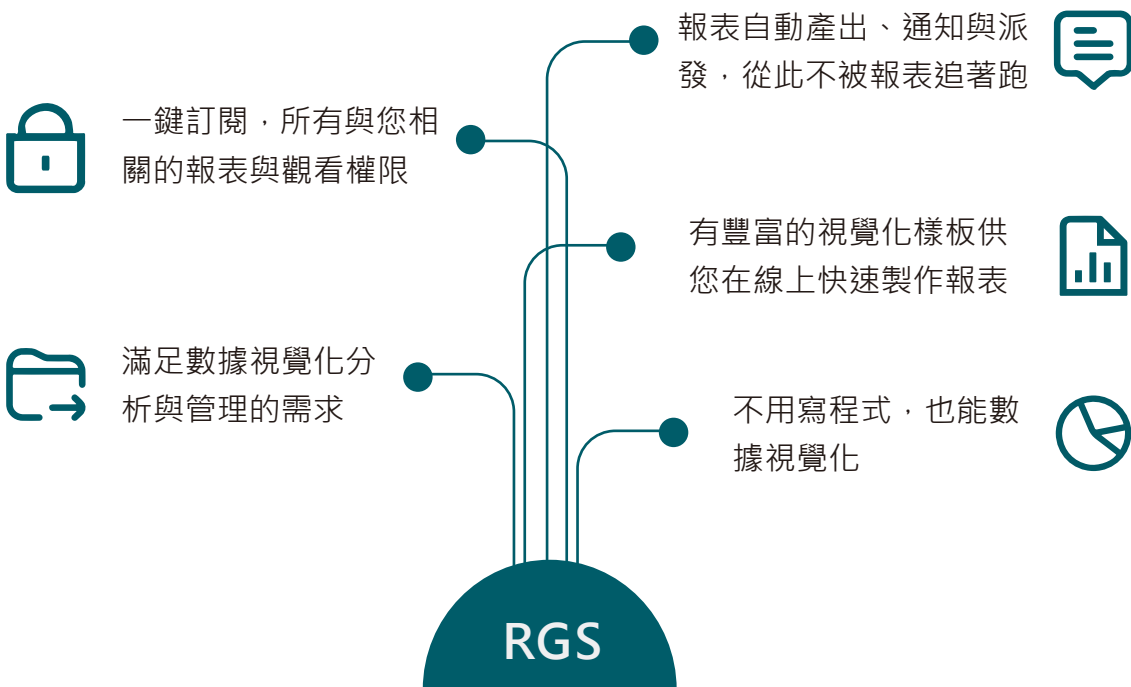 報表自動產出、通知與派
發，從此不被報表追著跑
一鍵訂閱，所有與您相
關的報表與觀看權限
有豐富的視覺化樣板供
您在線上快速製作報表
滿足數據視覺化分
析與管理的需求
不用寫程式，也能數
據視覺化
RGS